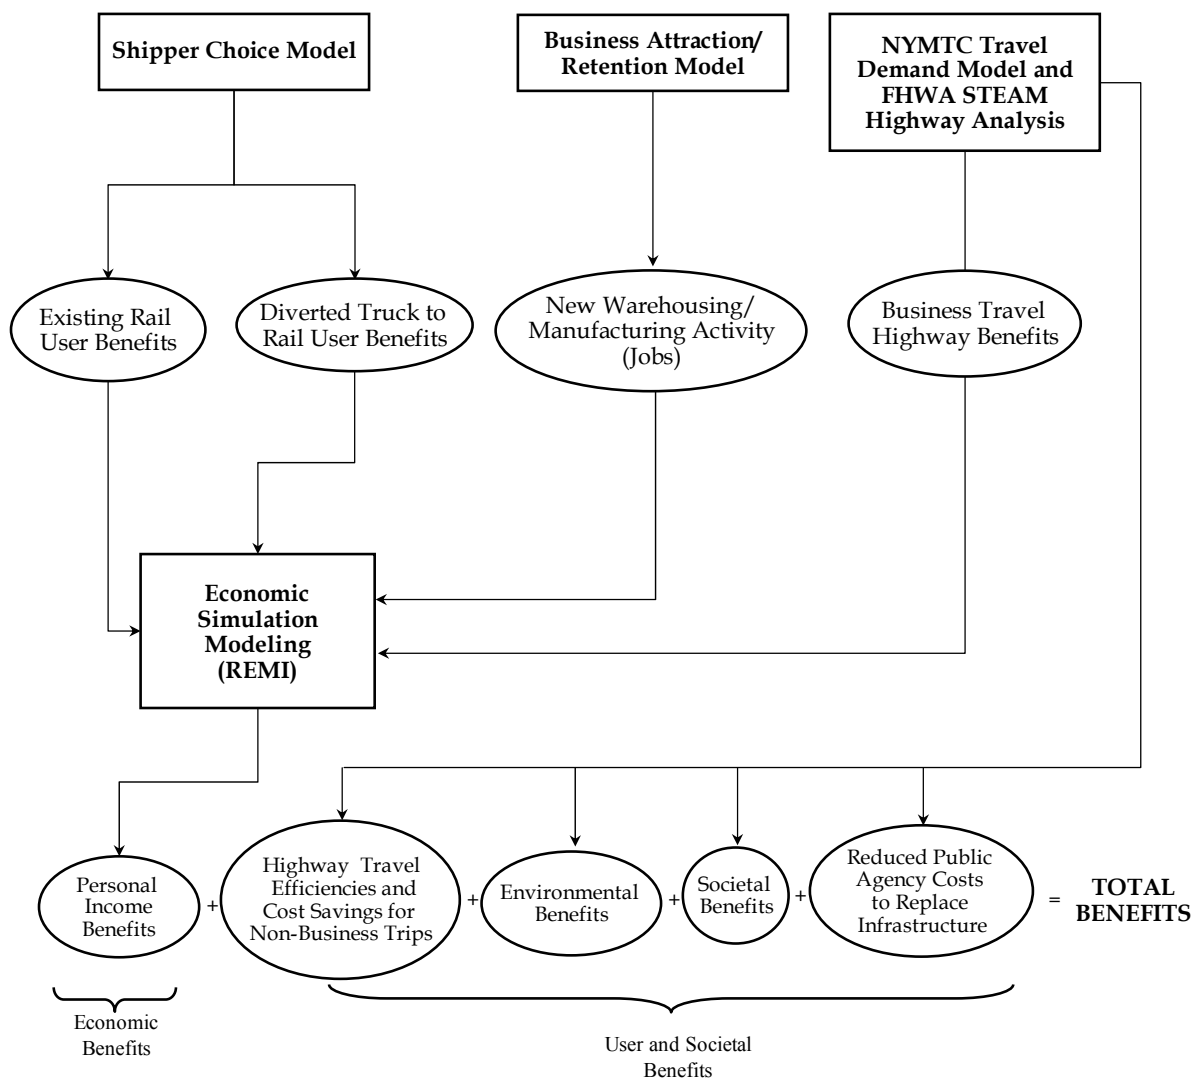 Shipper Choice Model
Business Attraction/
Retention Model
NYMTC Travel
Demand Model and
FHWA STEAM
Highway Analysis
Existing Rail
User Benefits
Diverted Truck to
Rail User Benefits
New Warehousing/
Manufacturing Activity
(Jobs)
Business Travel
Highway Benefits
Economic
Simulation
Modeling
(REMI)
Personal
Income
Benefits
+
Highway Travel
Efficiencies and
Cost Savings for
Non-Business Trips
+
Environmental
Benefits
+
Societal
Benefits
+
Reduced Public
Agency Costs
to Replace
Infrastructure
=
TOTAL
BENEFITS
Economic
Benefits
User and Societal
Benefits